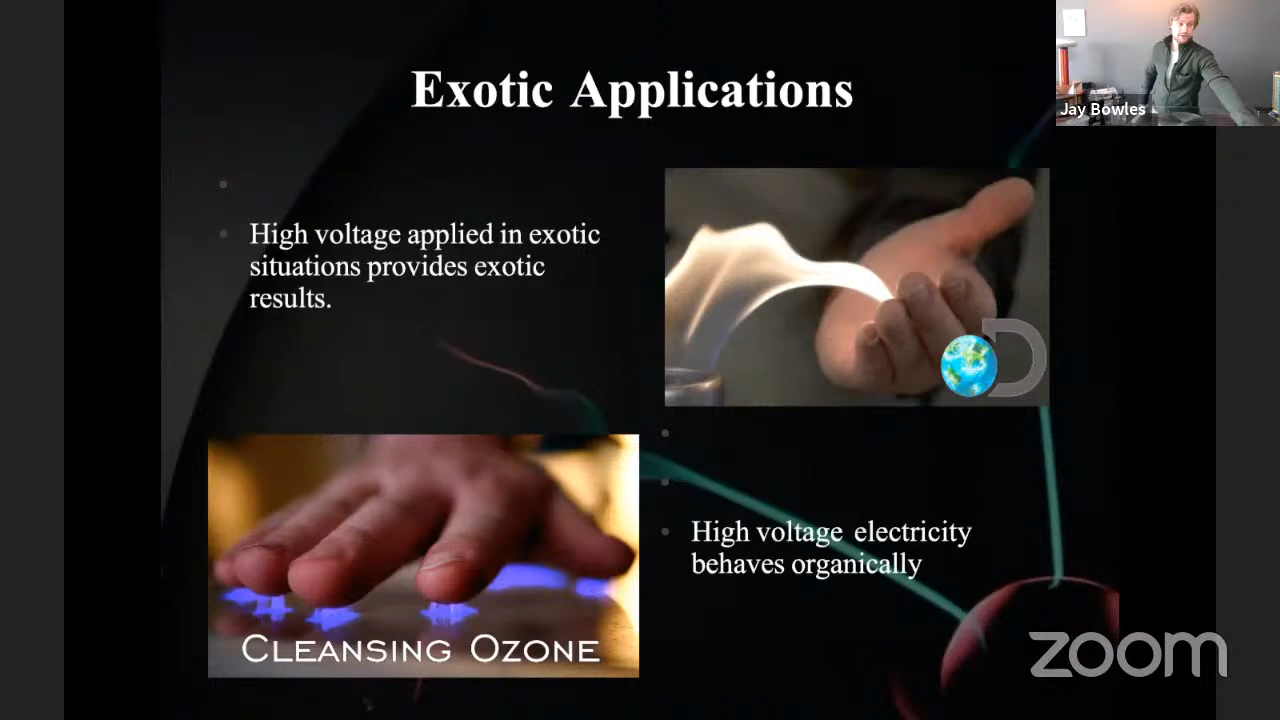 Exotic Applications
Jay Bowles
High voltage applied in exotic
situations provides exotic
results.
D
High voltage electricity
behaves organically
CLEANSING OZONE
zoom